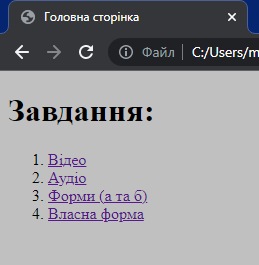 Головна сторінка
Файл C:/Users/m
Завдання:
1. Відео
2. Аудіо
3. Форми (а та б)
4. Власна форма